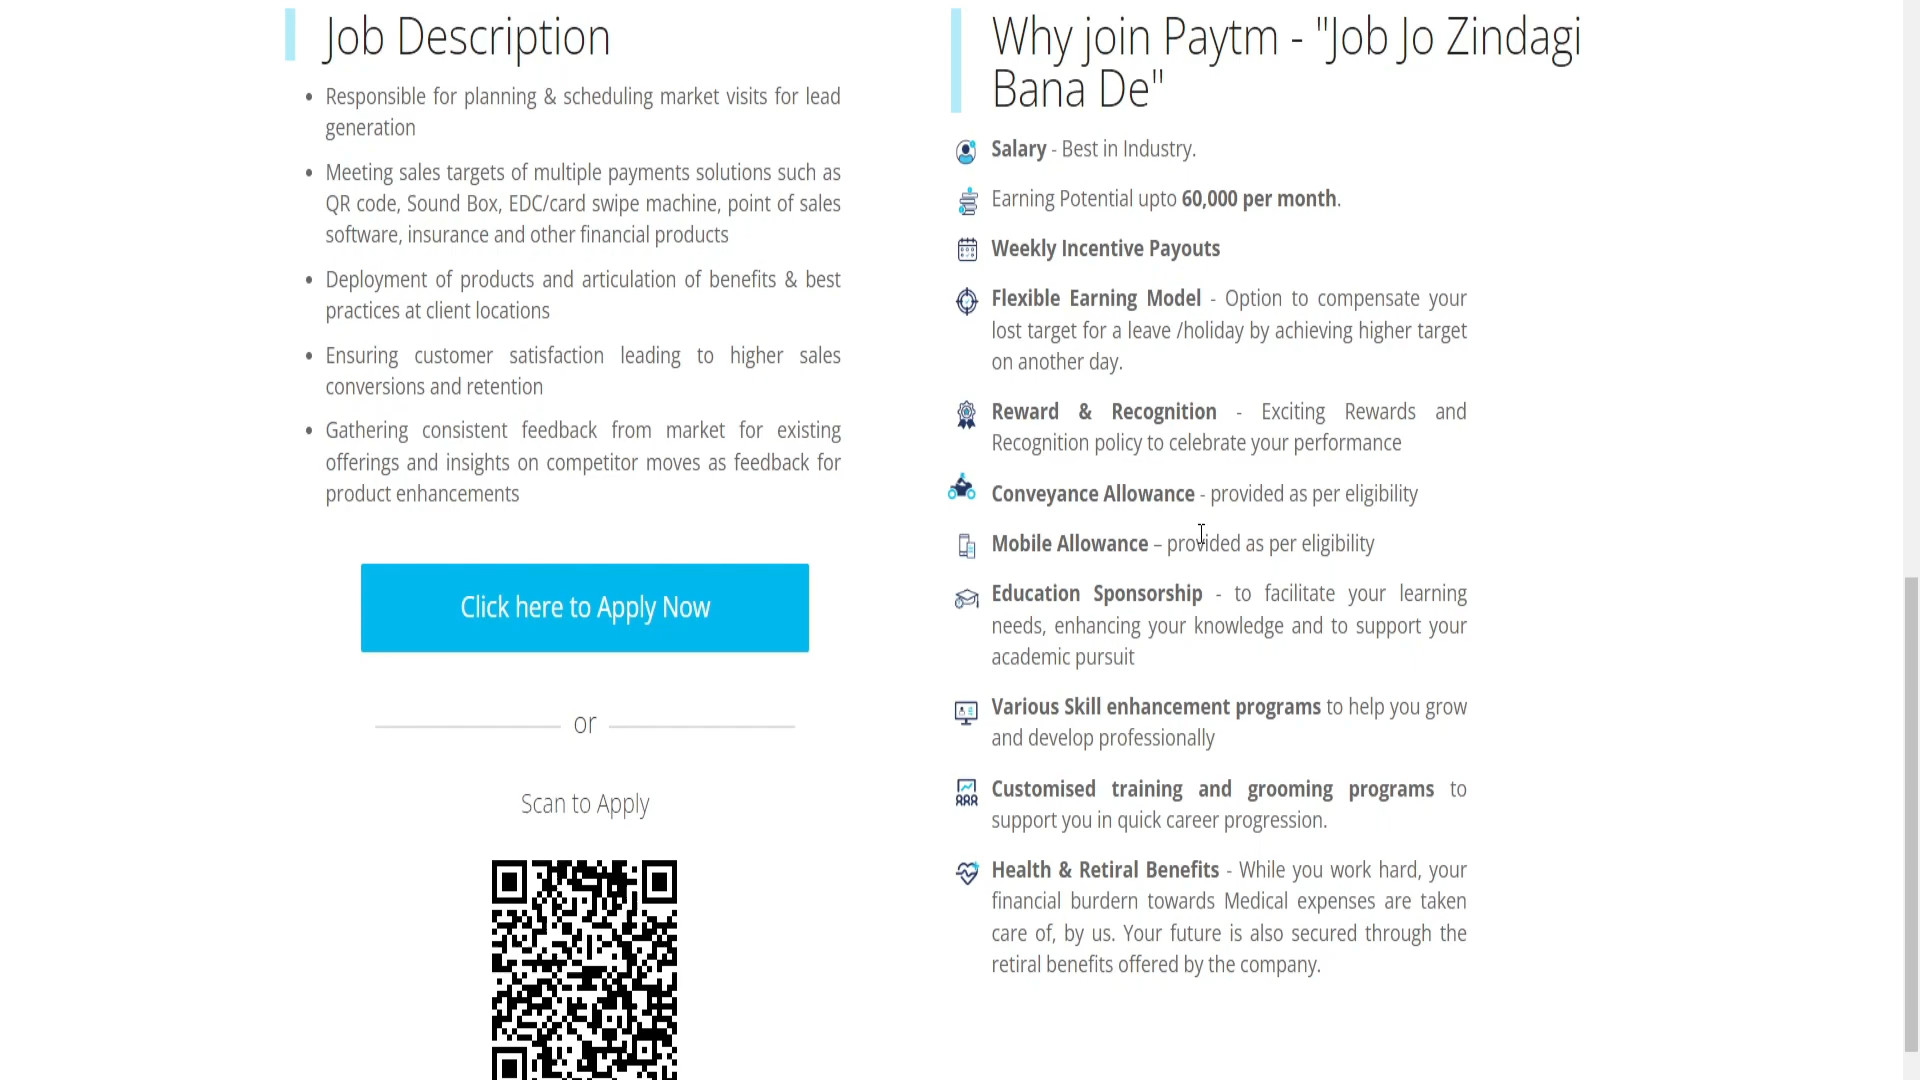 Job Description
Responsible for planning & scheduling market visits for lead
generation
Meeting sales targets of multiple payments solutions such as
QR code, Sound Box, EDC/card swipe machine, point of sales
software, insurance and other financial products
Deployment of products and articulation of benefits & best
practices at client locations
Ensuring customer satisfaction leading to higher sales
conversions and retention
Gathering consistent feedback from market for existing
offerings and insights on competitor moves as feedback for
product enhancements
Click here to Apply Now
or
Scan to Apply
Why join Paytm - "Job Jo Zindagi
Bana De"
Salary - Best in Industry.
Earning Potential upto 60,000 per month.
Weekly Incentive Payouts
Flexible Earning Model - Option to compensate your
lost target for a leave /holiday by achieving higher target
on another day.
Reward & Recognition - Exciting Rewards and
Recognition policy to celebrate your performance
Conveyance Allowance - provided as per eligibility
Mobile Allowance – provided as per eligibility
Education Sponsorship - to facilitate your learning
needs, enhancing your knowledge and to support your
academic pursuit
Various Skill enhancement programs to help you grow
and develop professionally
Customised training and grooming programs to
support you in quick career progression.
Health & Retiral Benefits - While you work hard, your
financial burdern towards Medical expenses are taken
care of, by us. Your future is also secured through the
retiral benefits offered by the company.